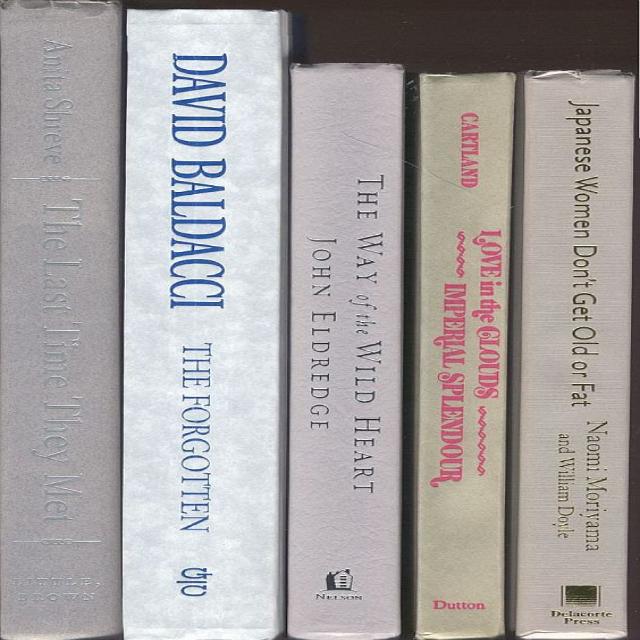 Anita Shreve
The Last Time They Met
LITTLE,
BROWN
DAVID BALDACCI
THE FORGOTTEN
THE WAY of the WILD HEART
JOHN ELDREDGE
NELSON
CARTLAND
LOVE in the CLOUDS
IMPERIAL SPLENDOUR
Dutton
Japanese Women Don't Get Old or Fat
Naomi Moriyama
and William Doyle
Delacorte
Press